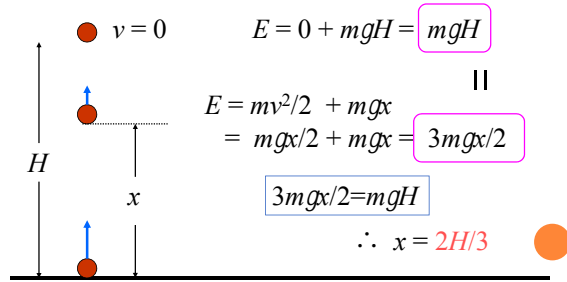 v = 0
E = 0 + mgH = mgH
=
E = mv²/2 + mgx
= mgx/2 + mgx = 3mgx/2
H
x
3mgx/2=mgH
∴ x = 2H/3